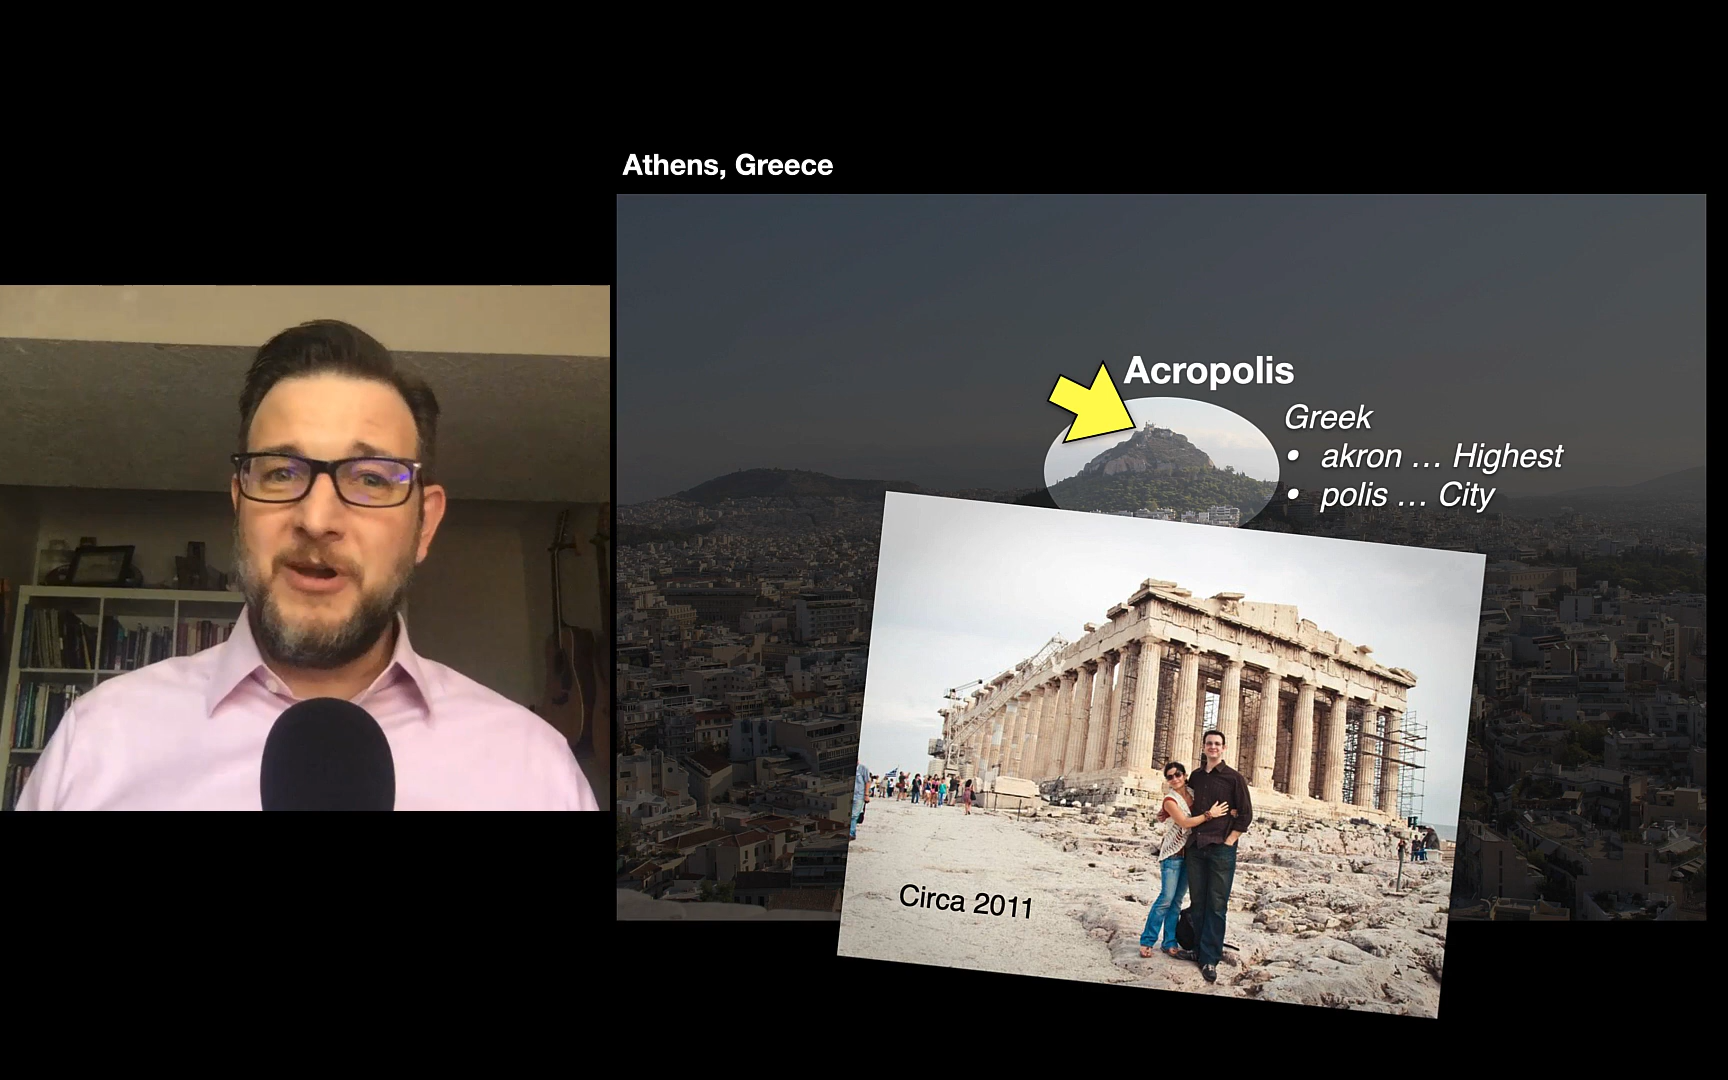 Athens, Greece
Acropolis
Greek
• akron … Highest
• polis … City
Circa 2011